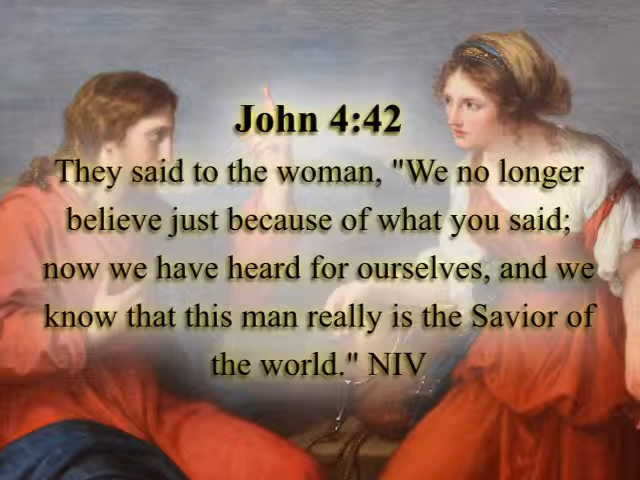 John 4:42
They said to the woman, "We no longer
believe just because of what you said;
now we have heard for ourselves, and we
know that this man really is the Savior of
the world." NIV